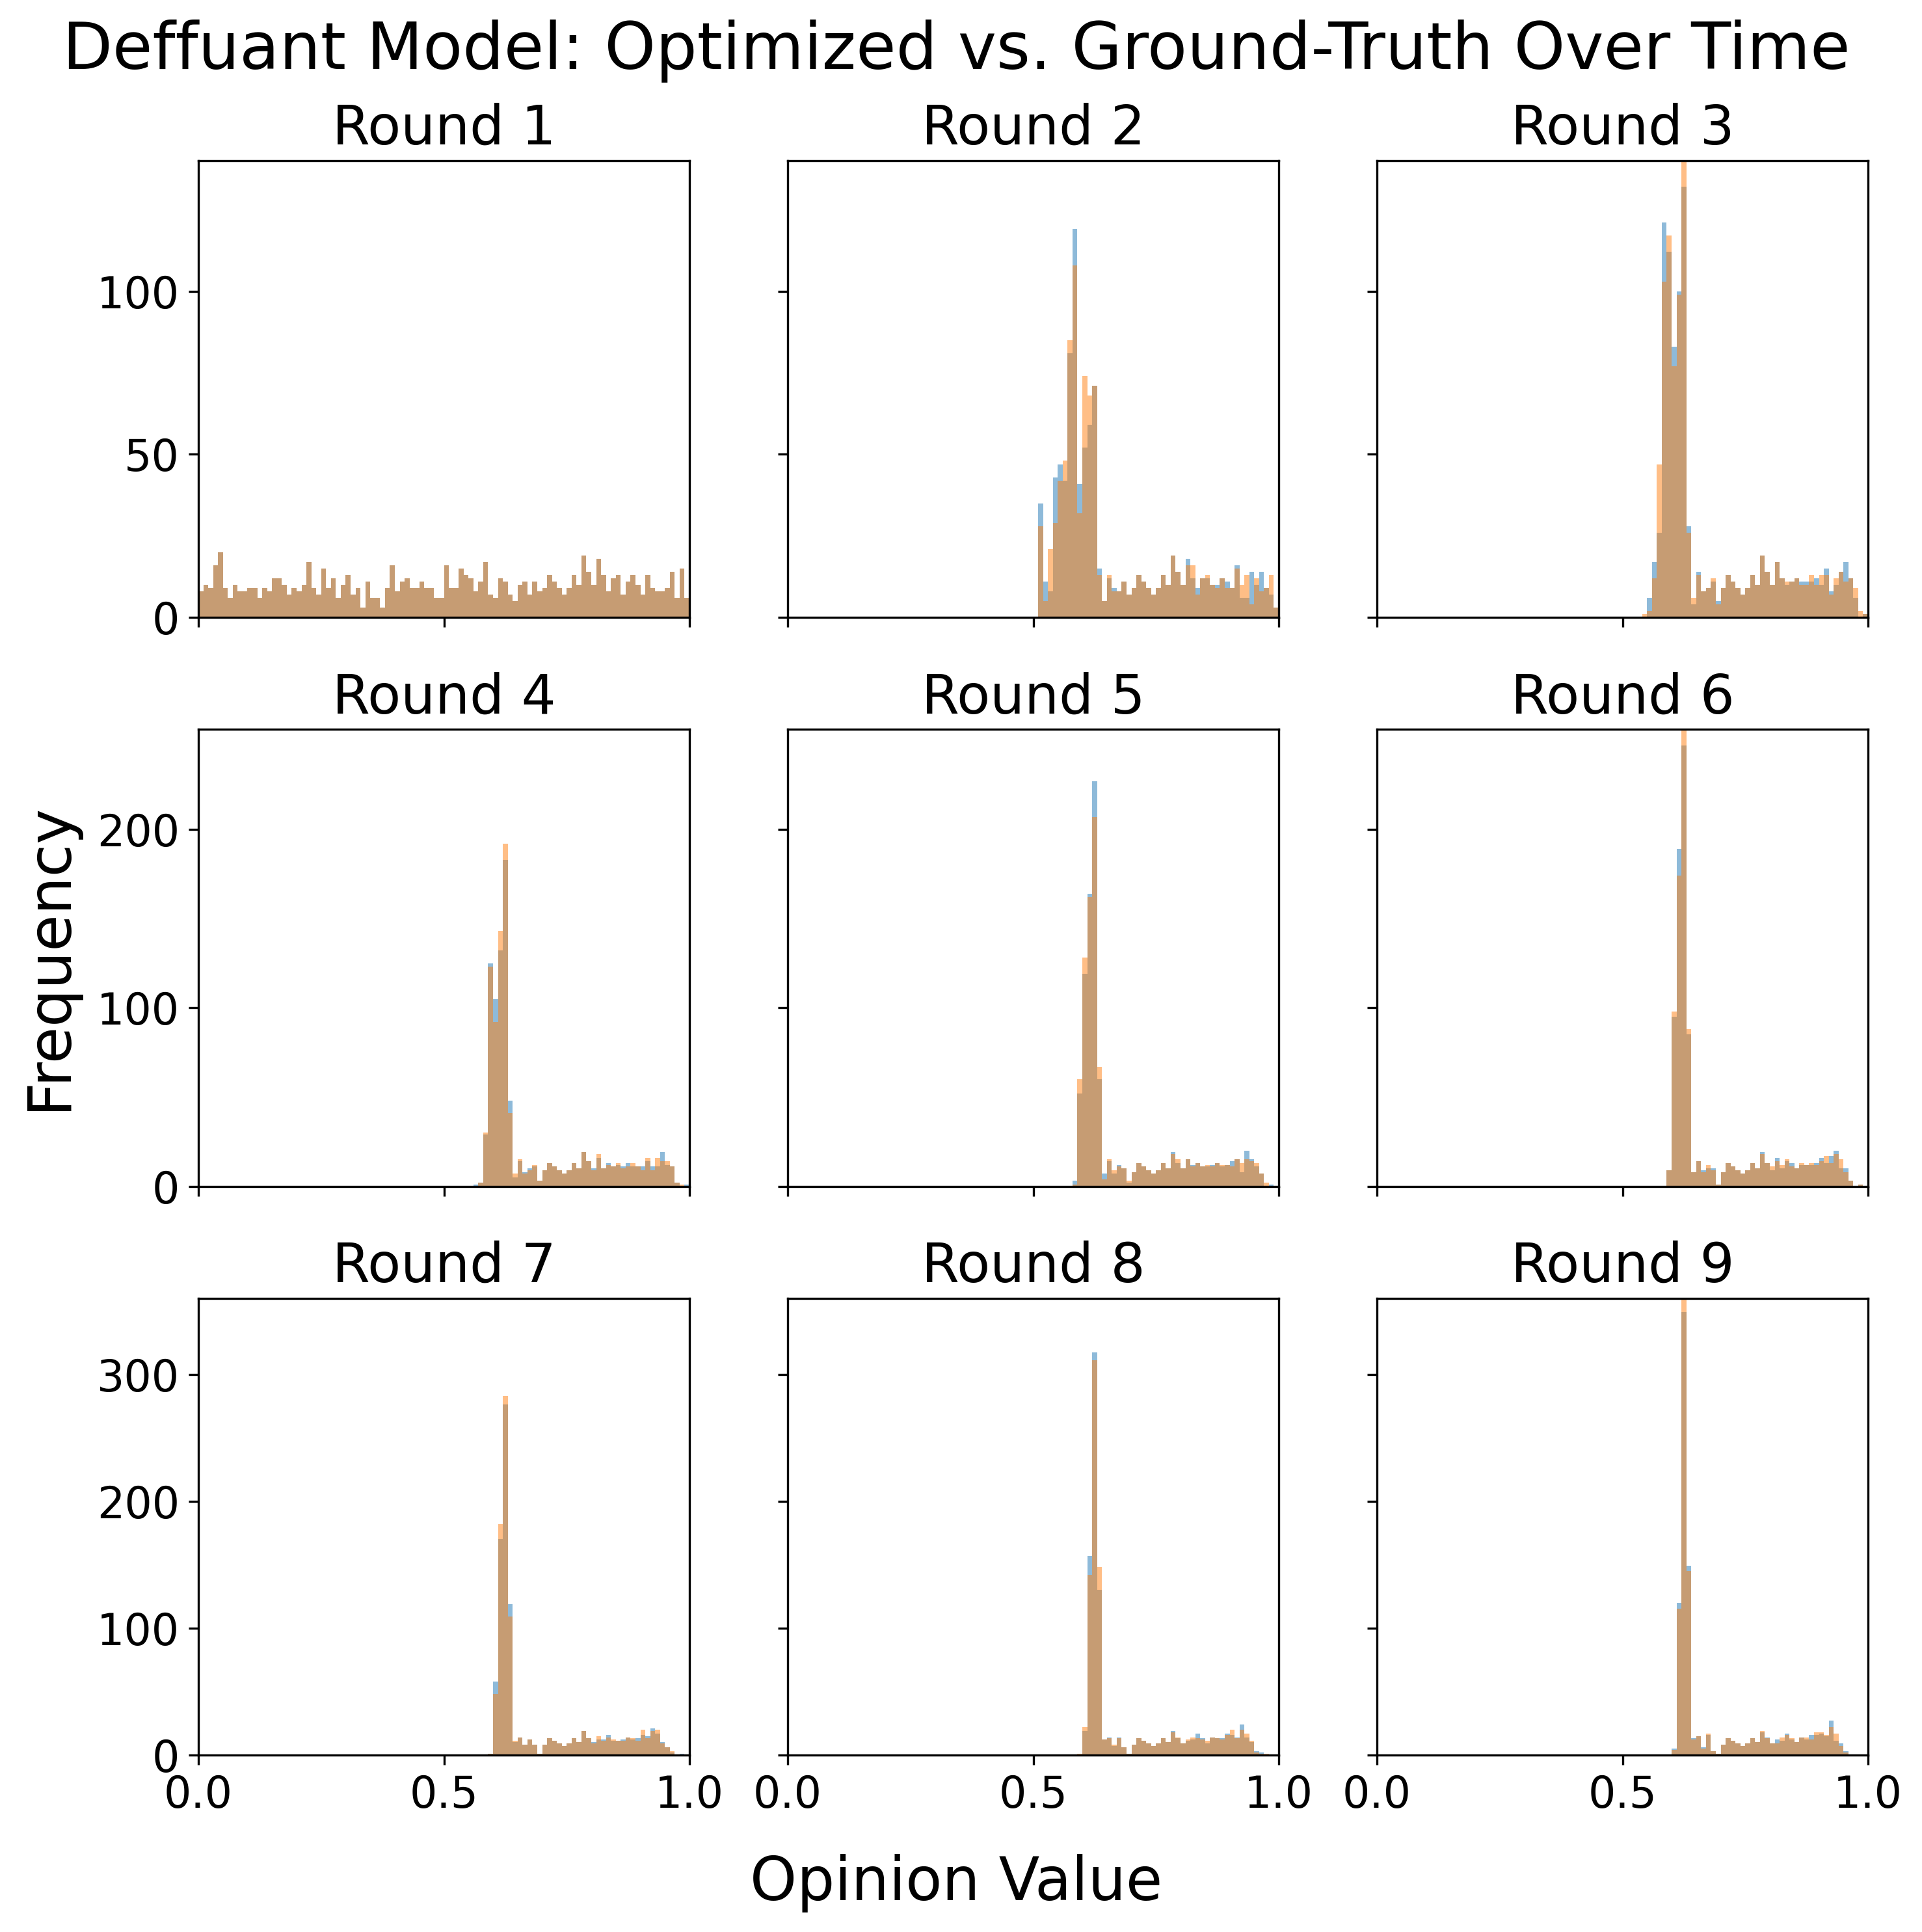 Deffuant Model: Optimized vs. Ground-Truth Over Time
Round 1
Round 2
Round 3
100
50
0
Round 4
Round 5
Round 6
Frequency
200
100
0
Round 7
Round 8
Round 9
300
200
100
0
0.0 0.5 1.0 0.0 0.5 1.0 0.0 0.5 1.0
Opinion Value